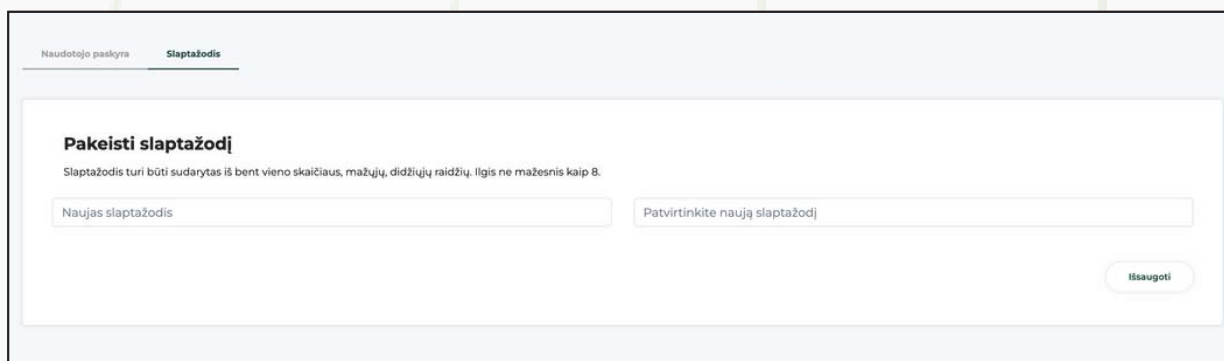 Naudotojo paskyra Slaptažodis
Pakeisti slaptažodį
Slaptažodis turi būti sudarytas iš bent vieno skaičiaus, mažųjų, didžiųjų raidžių. Ilgis ne mažesnis kaip 8.
Naujas slaptažodis Patvirtinkite naują slaptažodį
Išsaugoti